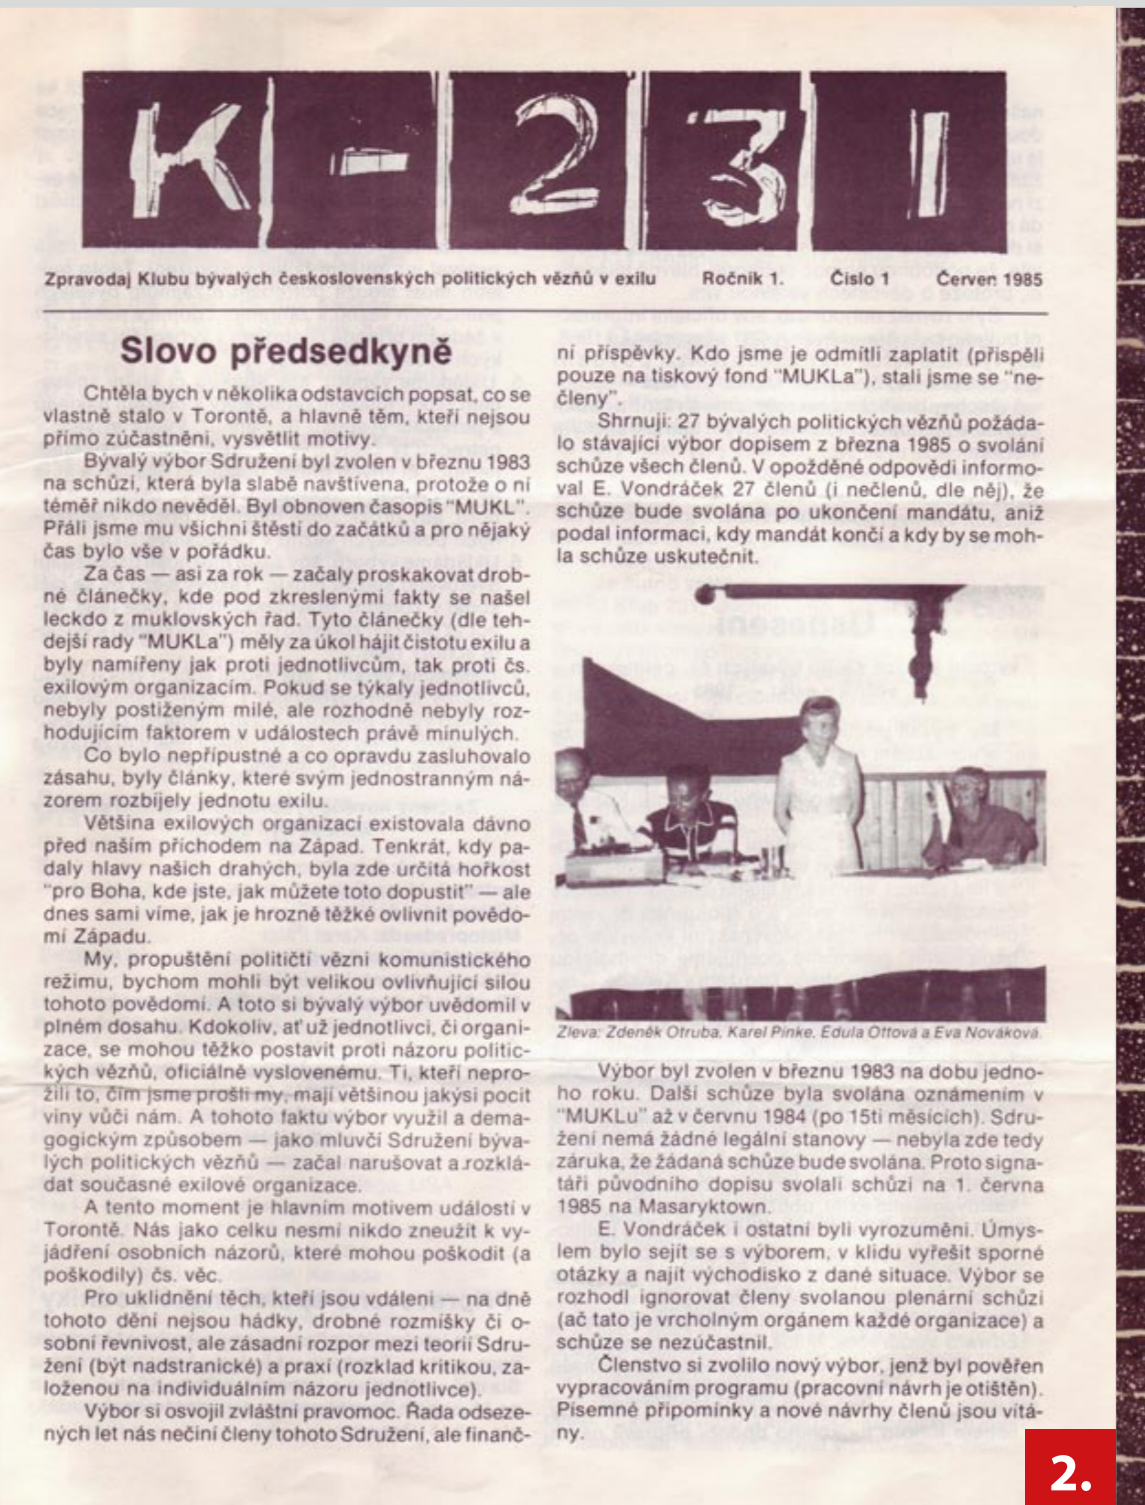 K-231
Zpravodaj Klubu bývalých československých politických vězňů v exilu Ročník 1. Číslo 1 Červen 1985
Slovo předsedkyně
Chtěla bych v několika odstavcích popsat, co se
vlastně stalo v Torontě, a hlavně těm, kteří nejsou
přímo zúčastněni, vysvětlit motivy.
Bývalý výbor Sdružení byl zvolen v březnu 1983
na schůzi, která byla slabě navštívena, protože o ní
téměř nikdo nevěděl. Byl obnoven časopis "MUKL".
Přáli jsme mu všichni štěstí do začátků a pro nějaký
čas bylo vše v pořádku.
Za čas — asi za rok — začaly proskakovat drob-
né článečky, kde pod zkreslenými fakty se našel
leckdo z muklovských řad. Tyto článečky (dle teh-
dejší rady "MUKLa") měly za úkol hájit čistotu exilu a
byly namířeny jak proti jednotlivcům, tak proti čs.
exilovým organizacím. Pokud se týkaly jednotlivců,
nebyly postiženým milé, ale rozhodně nebyly roz-
hodujícím faktorem v událostech právě minulých.
Co bylo nepřípustné a co opravdu zasluhovalo
zásahu, byly články, které svým jednostranným ná-
zorem rozbíjely jednotu exilu.
Většina exilových organizací existovala dávno
před naším příchodem na Západ. Tenkrát, kdy pa-
daly hlavy našich drahých, byla zde určitá hořkost
"pro Boha, kde jste, jak můžete toto dopustit" — ale
dnes sami víme, jak je hrozně těžké ovlivnit povědo-
mí Západu.
My, propuštění političtí vězni komunistického
režimu, bychom mohli být velikou ovlivňující silou
tohoto povědomí. A toto si bývalý výbor uvědomil v
plném dosahu. Kdokoliv, ať už jednotlivci, či organi-
zace, se mohou těžko postavit proti názoru politic-
kých vězňů, oficiálně vyslovenému. Ti, kteří nepro-
žili to, čím jsme prošli my, mají většinou jakýsi pocit
viny vůči nám. A tohoto faktu výbor využil a dema-
gogickým způsobem — jako mluvčí Sdružení býva-
lých politických vězňů — začal narušovat a rozklá-
dat současné exilové organizace.
A tento moment je hlavním motivem událostí v
Torontě. Nás jako celku nesmí nikdo zneužít k vy-
jádření osobních názorů, které mohou poškodit (a
poškodily) čs. věc.
Pro uklidnění těch, kteří jsou vdáleni — na dně
tohoto dění nejsou hádky, drobné rozmíšky či o-
sobní řevnivost, ale zásadní rozpor mezi teorií Sdru-
žení (být nadstranické) a praxí (rozklad kritikou, za-
loženou na individuálním názoru jednotlivce).
Výbor si osvojil zvláštní pravomoc. Řada odseze-
ných let nás nečiní členy tohoto Sdružení, ale finanč-
ní příspěvky. Kdo jsme je odmítli zaplatit (přispěli
pouze na tiskový fond "MUKLa"), stali jsme se "ne-
členy".
Shrnuji: 27 bývalých politických vězňů požáda-
lo stávající výbor dopisem z března 1985 o svolání
schůze všech členů. V opožděné odpovědi informo-
val E. Vondráček 27 členů (i nečlenů, dle něj), že
schůze bude svolána po ukončení mandátu, aniž
podal informaci, kdy mandát končí a kdy by se moh-
la schůze uskutečnit.
Zleva: Zdeněk Otruba, Karel Pinke, Edula Ottová a Eva Nováková.
Výbor byl zvolen v březnu 1983 na dobu jedno-
ho roku. Další schůze byla svolána oznámením v
"MUKLu" až v červnu 1984 (po 15ti měsících). Sdru-
žení nemá žádné legální stanovy — nebyla zde tedy
záruka, že žádaná schůze bude svolána. Proto signa-
táři původního dopisu svolali schůzi na 1. června
1985 na Masaryktown.
E. Vondráček i ostatní byli vyrozuměni. Úmys-
lem bylo sejít se s výborem, v klidu vyřešit sporné
otázky a najít východisko z dané situace. Výbor se
rozhodl ignorovat členy svolanou plenární schůzi
(ač tato je vrcholným orgánem každé organizace) a
schůze se nezúčastnil.
Členstvo si zvolilo nový výbor, jenž byl pověřen
vypracováním programu (pracovní návrh je otištěn).
Písemné připomínky a nové návrhy členů jsou vítá-
ny.
2.